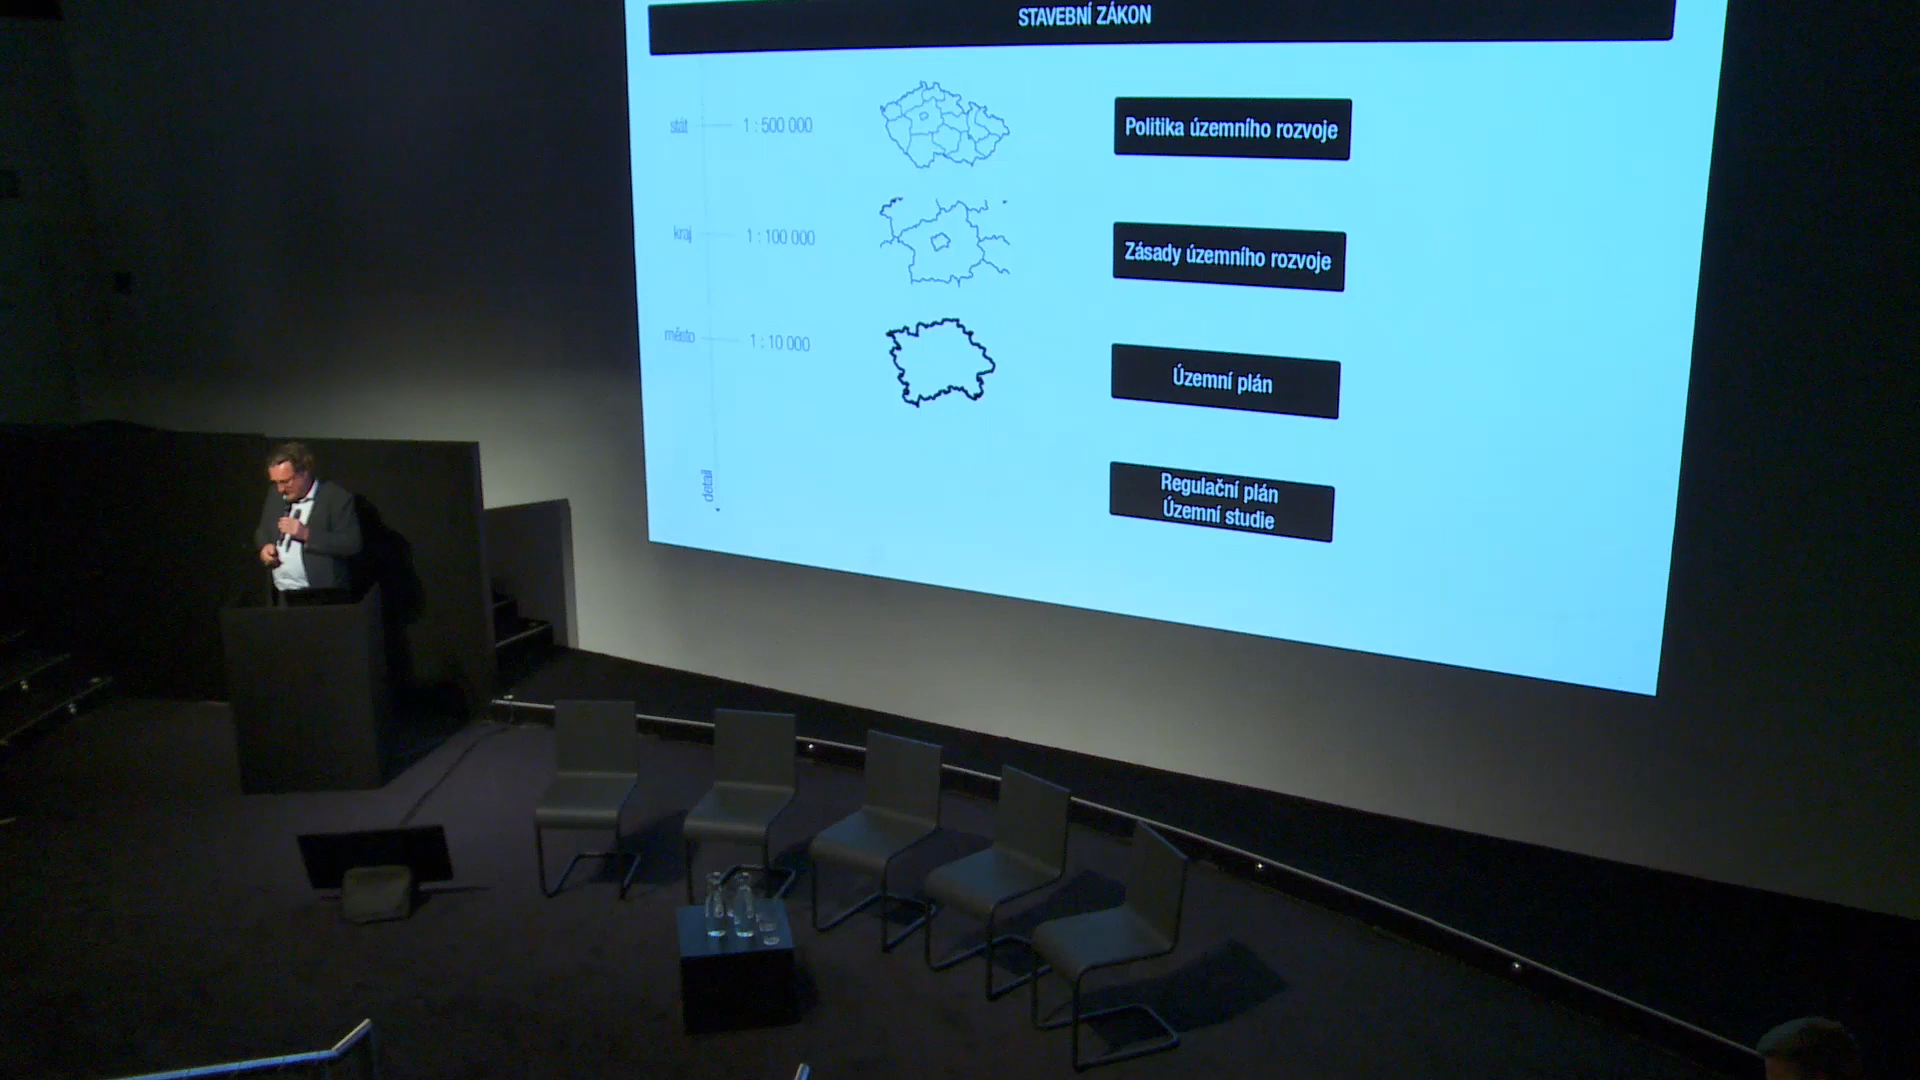 STAVEBNÍ ZÁKON
stát
1 : 500 000
Politika územního rozvoje
kraj
1 : 100 000
Zásady územního rozvoje
město
1 : 10 000
Územní plán
detail
Regulační plán
Územní studie